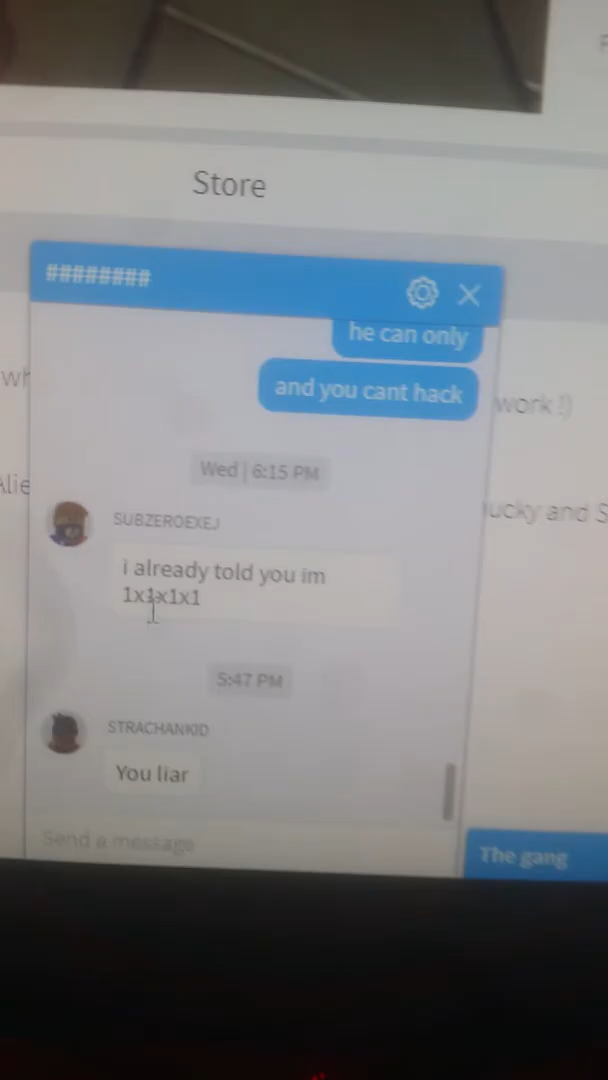 Store
########
he can only
and you cant hack
work !)
Wed | 6:15 PM
SUBZEROEXEJ
i already told you im
1x1x1x1
5:47 PM
STRACHANKID
You liar
Send a message
The gang